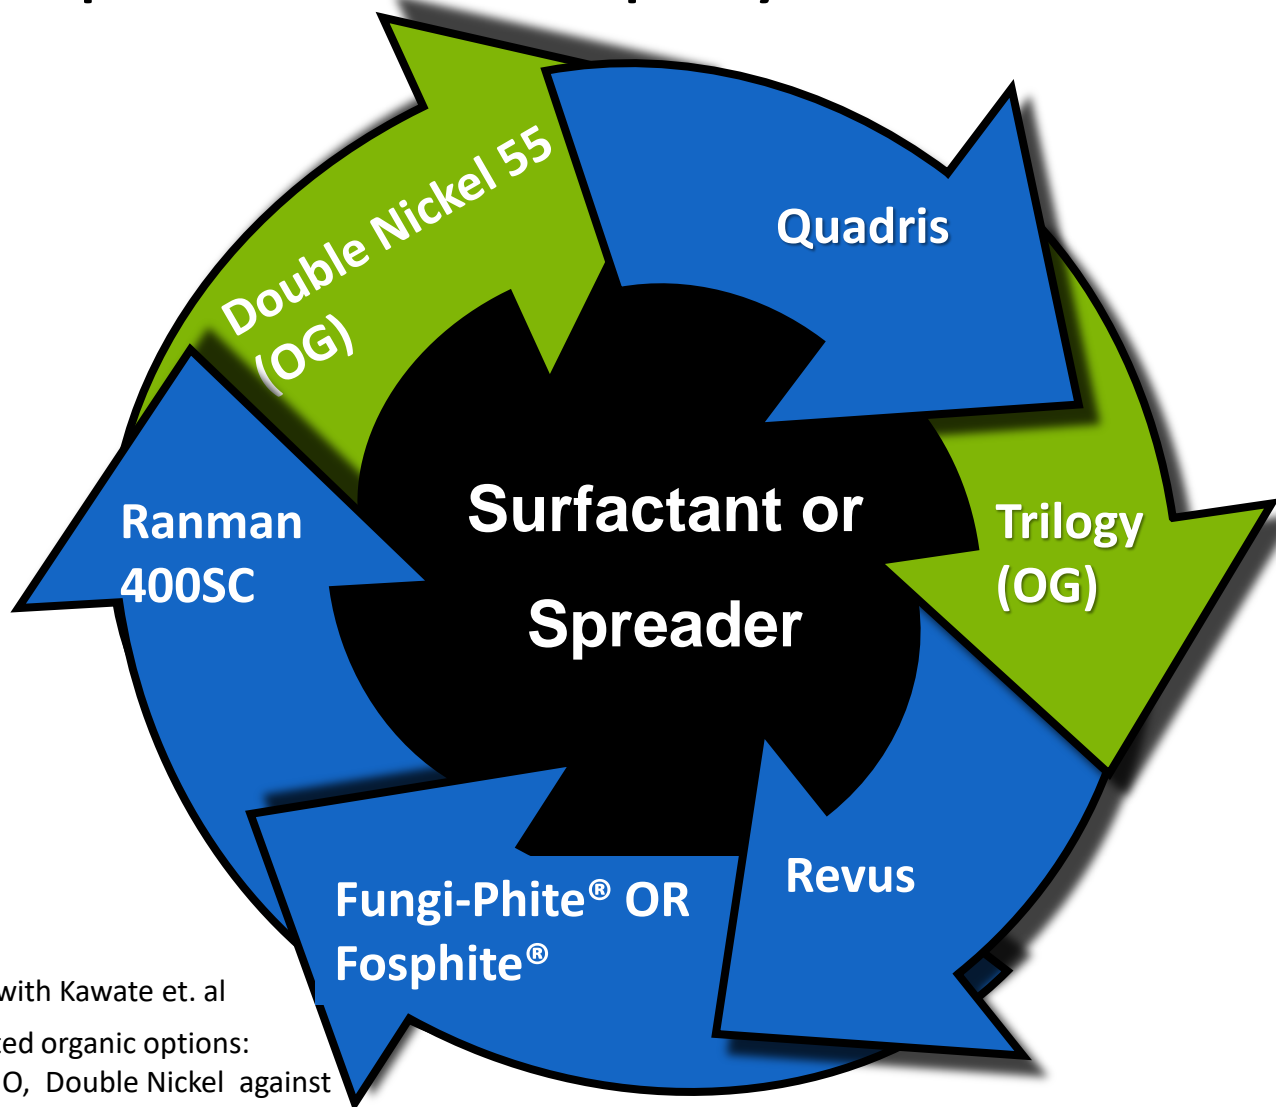 Double Nickel 55
(OG)
Quadris
Trilogy
(OG)
Revus
Fungi-Phite® OR
Fosphite®
Ranman
400SC
Surfactant or
Spreader
with Kawate et. al
organic options:
Double Nickel against